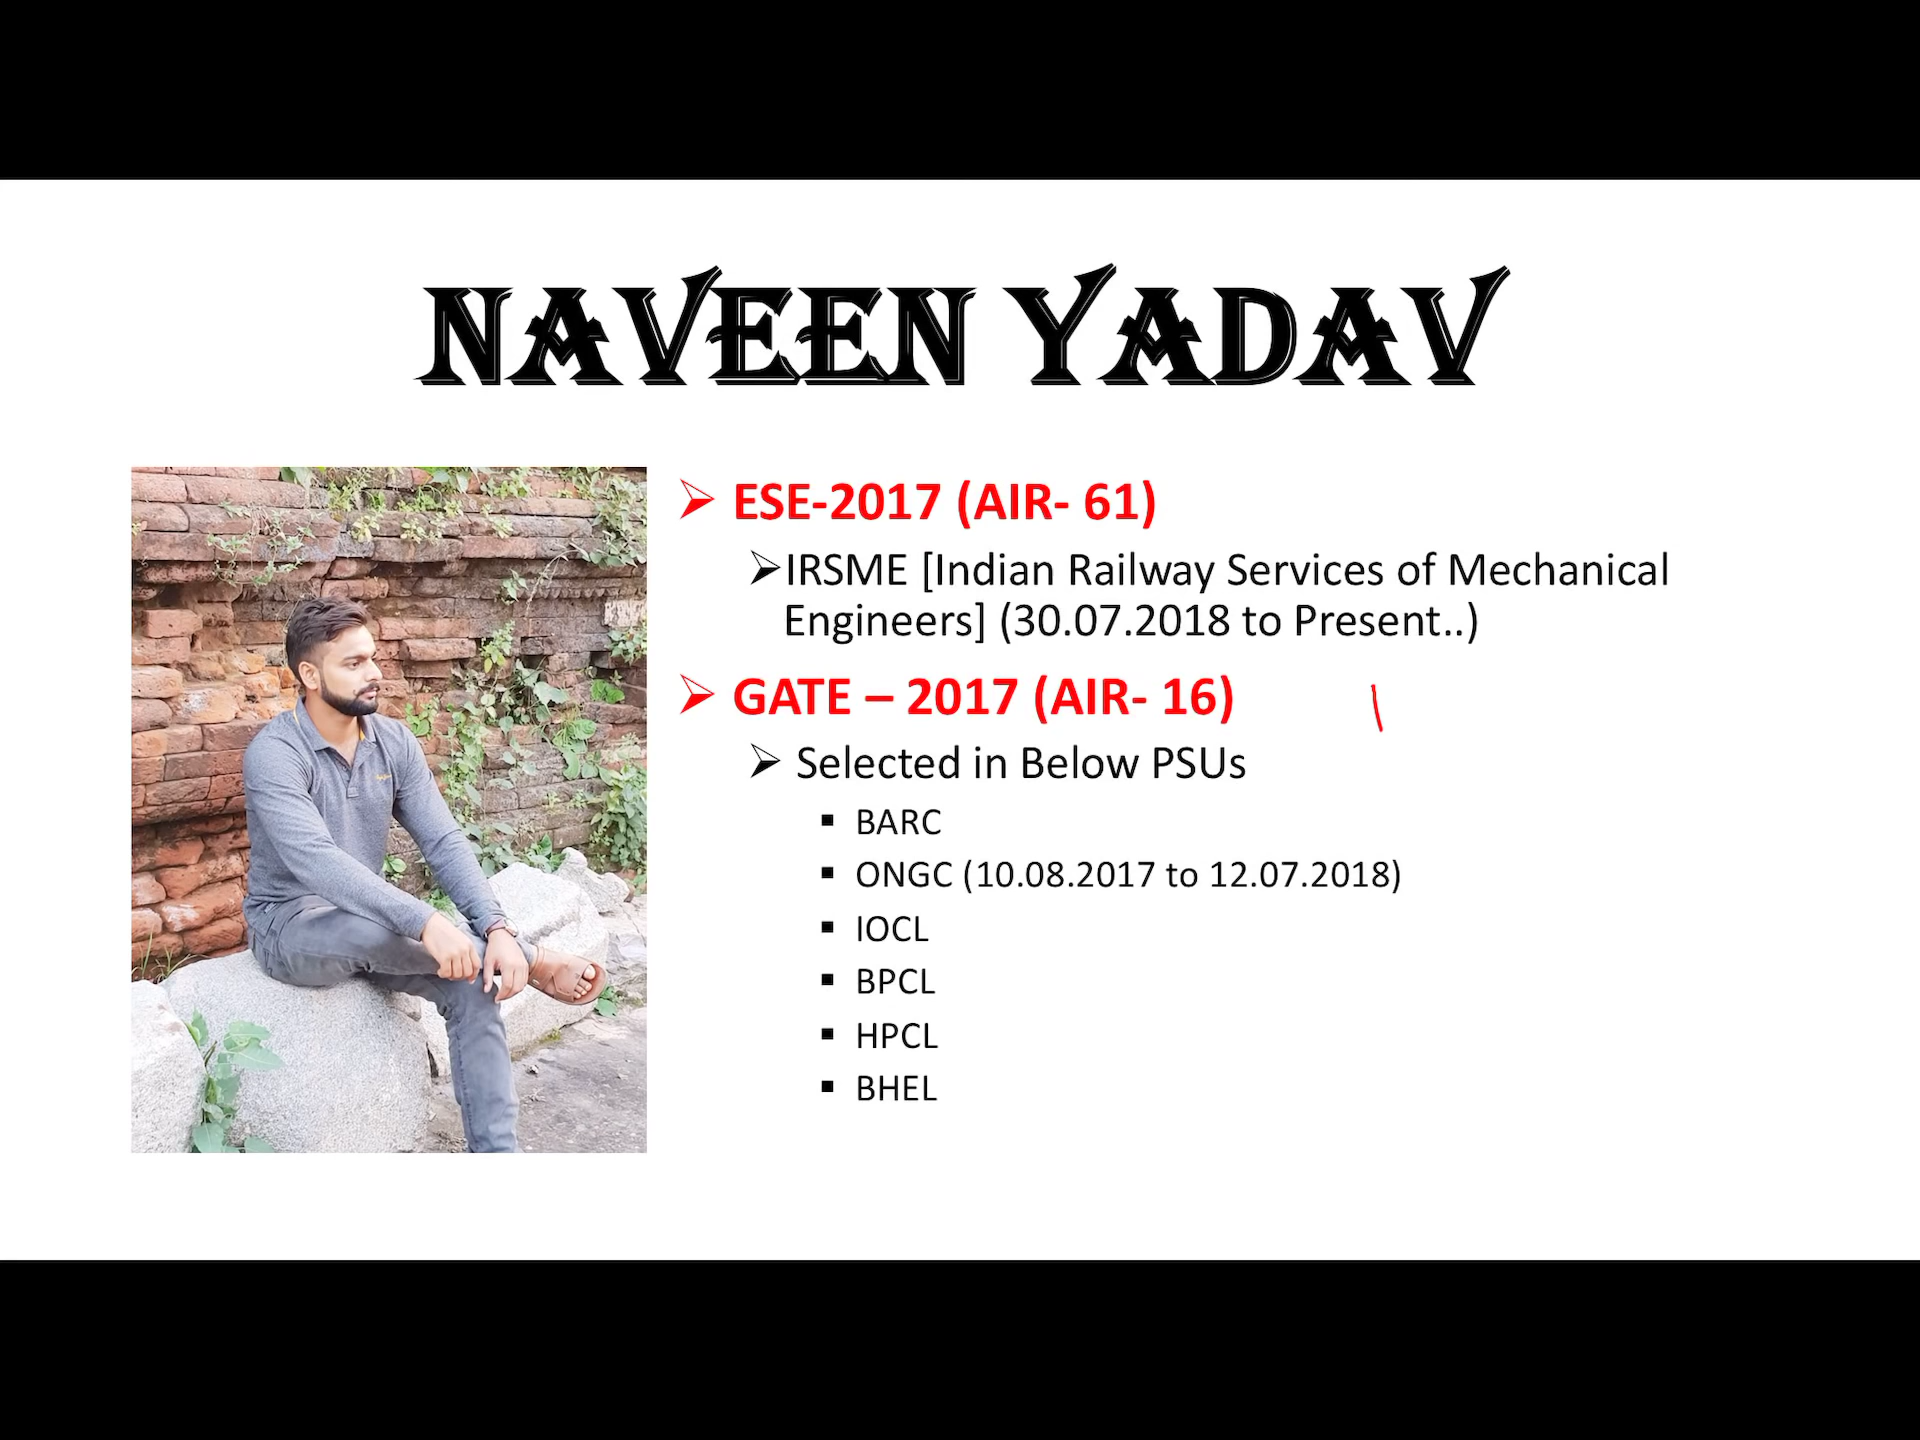 NAVEEN YADAV
ESE-2017 (AIR- 61)
IRSME [Indian Railway Services of Mechanical
Engineers] (30.07.2018 to Present..)
GATE – 2017 (AIR- 16)
Selected in Below PSUs
BARC
ONGC (10.08.2017 to 12.07.2018)
IOCL
BPCL
HPCL
BHEL